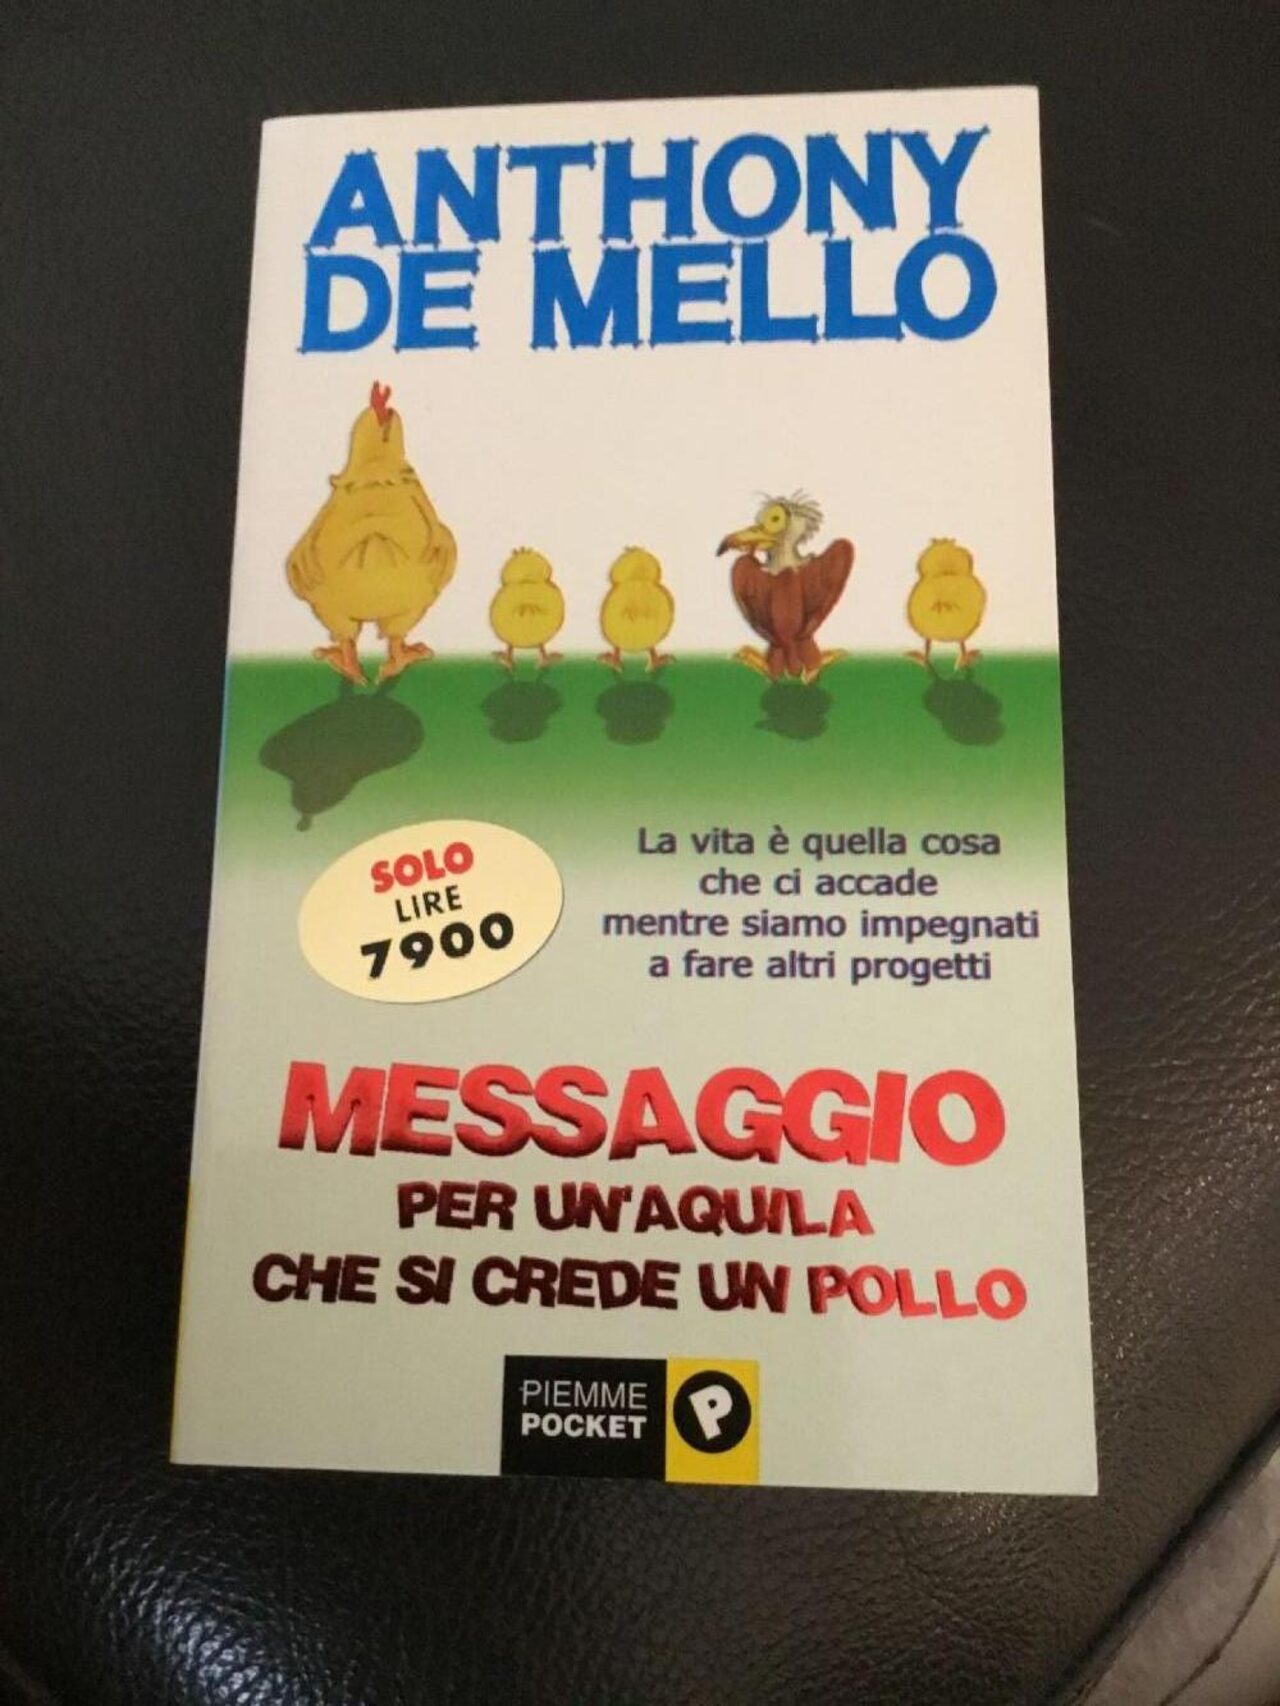 ANTHONY
DE MELLO
SOLO
LIRE
7900
La vita è quella cosa
che ci accade
mentre siamo impegnati
a fare altri progetti
MESSAGGIO
PER UN'AQUILA
CHE SI CREDE UN POLLO
PIEMME
POCKET
P